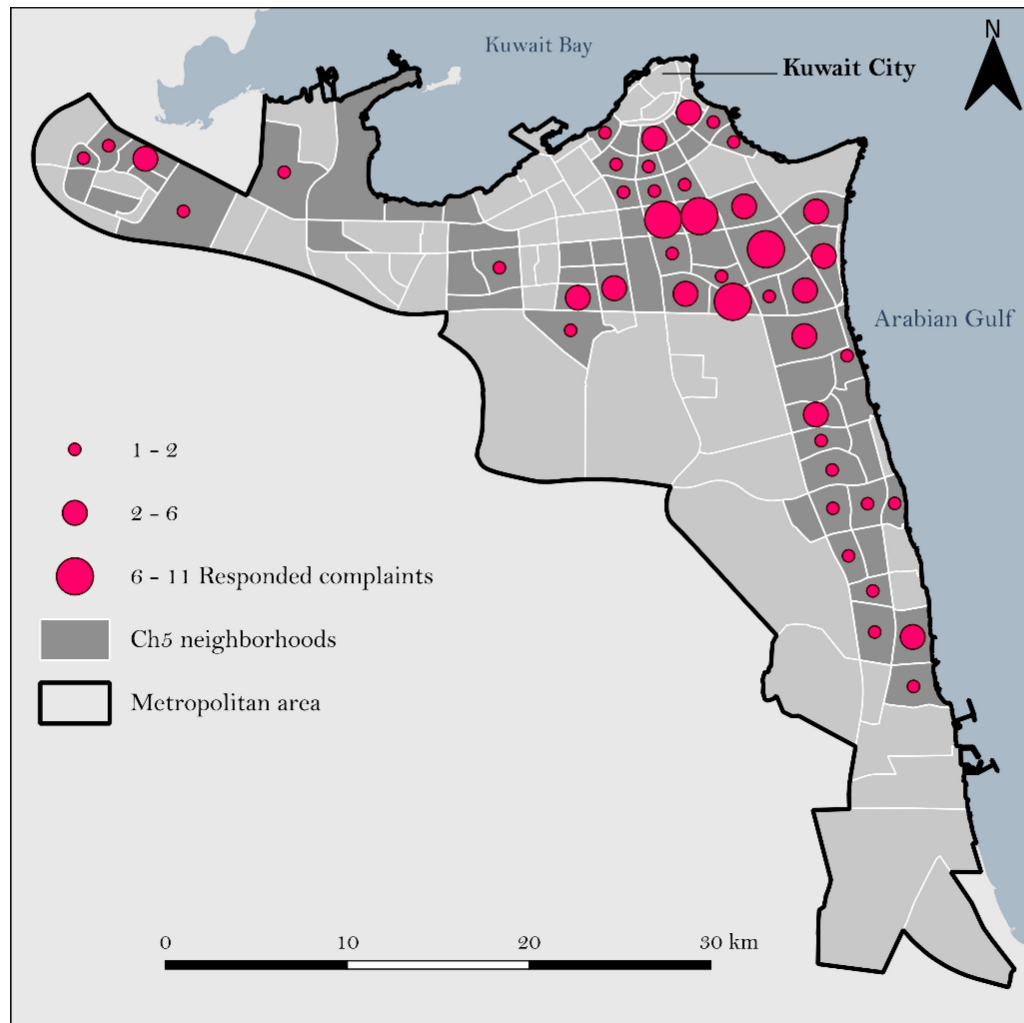 N
Kuwait Bay
Kuwait City
Arabian Gulf
1 - 2
2 - 6
6 - 11 Responded complaints
Ch5 neighborhoods
Metropolitan area
0 10 20 30 km